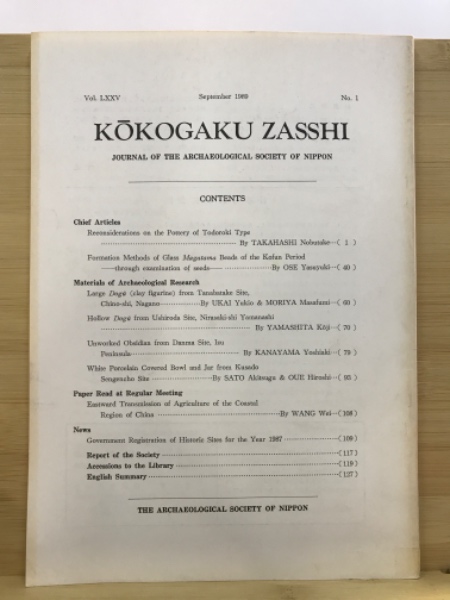 Vol. LXXV September 1989 No. 1
KŌKOGAKU ZASSHI
JOURNAL OF THE ARCHAEOLOGICAL SOCIETY OF NIPPON
CONTENTS
Chief Articles
Reconsiderations on the Pottery of Todoroki Type
By TAKAHASHI Nobutake ( 1 )
Formation Methods of Glass Magatama Beads of the Kofun Period
—through examination of seeds— By OSE Yasuyuki ( 40 )
Materials of Archaeological Research
Large Dogū (clay figurine) from Tanabatake Site,
Chino-shi, Nagano By UKAI Yukio & MORIYA Masafumi ( 60 )
Hollow Dogū from Ushiroda Site, Nirasaki-shi Yamanashi
By YAMASHITA Kōji ( 70 )
Unworked Obsidian from Danma Site, Izu
Peninsula By KANAYAMA Yoshiaki ( 79 )
White Porcelain Covered Bowl and Jar from Kusado
Sengencho Site By SATO Akitsugu & OUE Hiroshi ( 95 )
Paper Read at Regular Meeting
Eastward Transmission of Agriculture of the Coastal
Region of China By WANG Wei (108)
News
Government Registration of Historic Sites for the Year 1987 (109)
Report of the Society (117)
Accessions to the Library (119)
English Summary (127)
THE ARCHAEOLOGICAL SOCIETY OF NIPPON